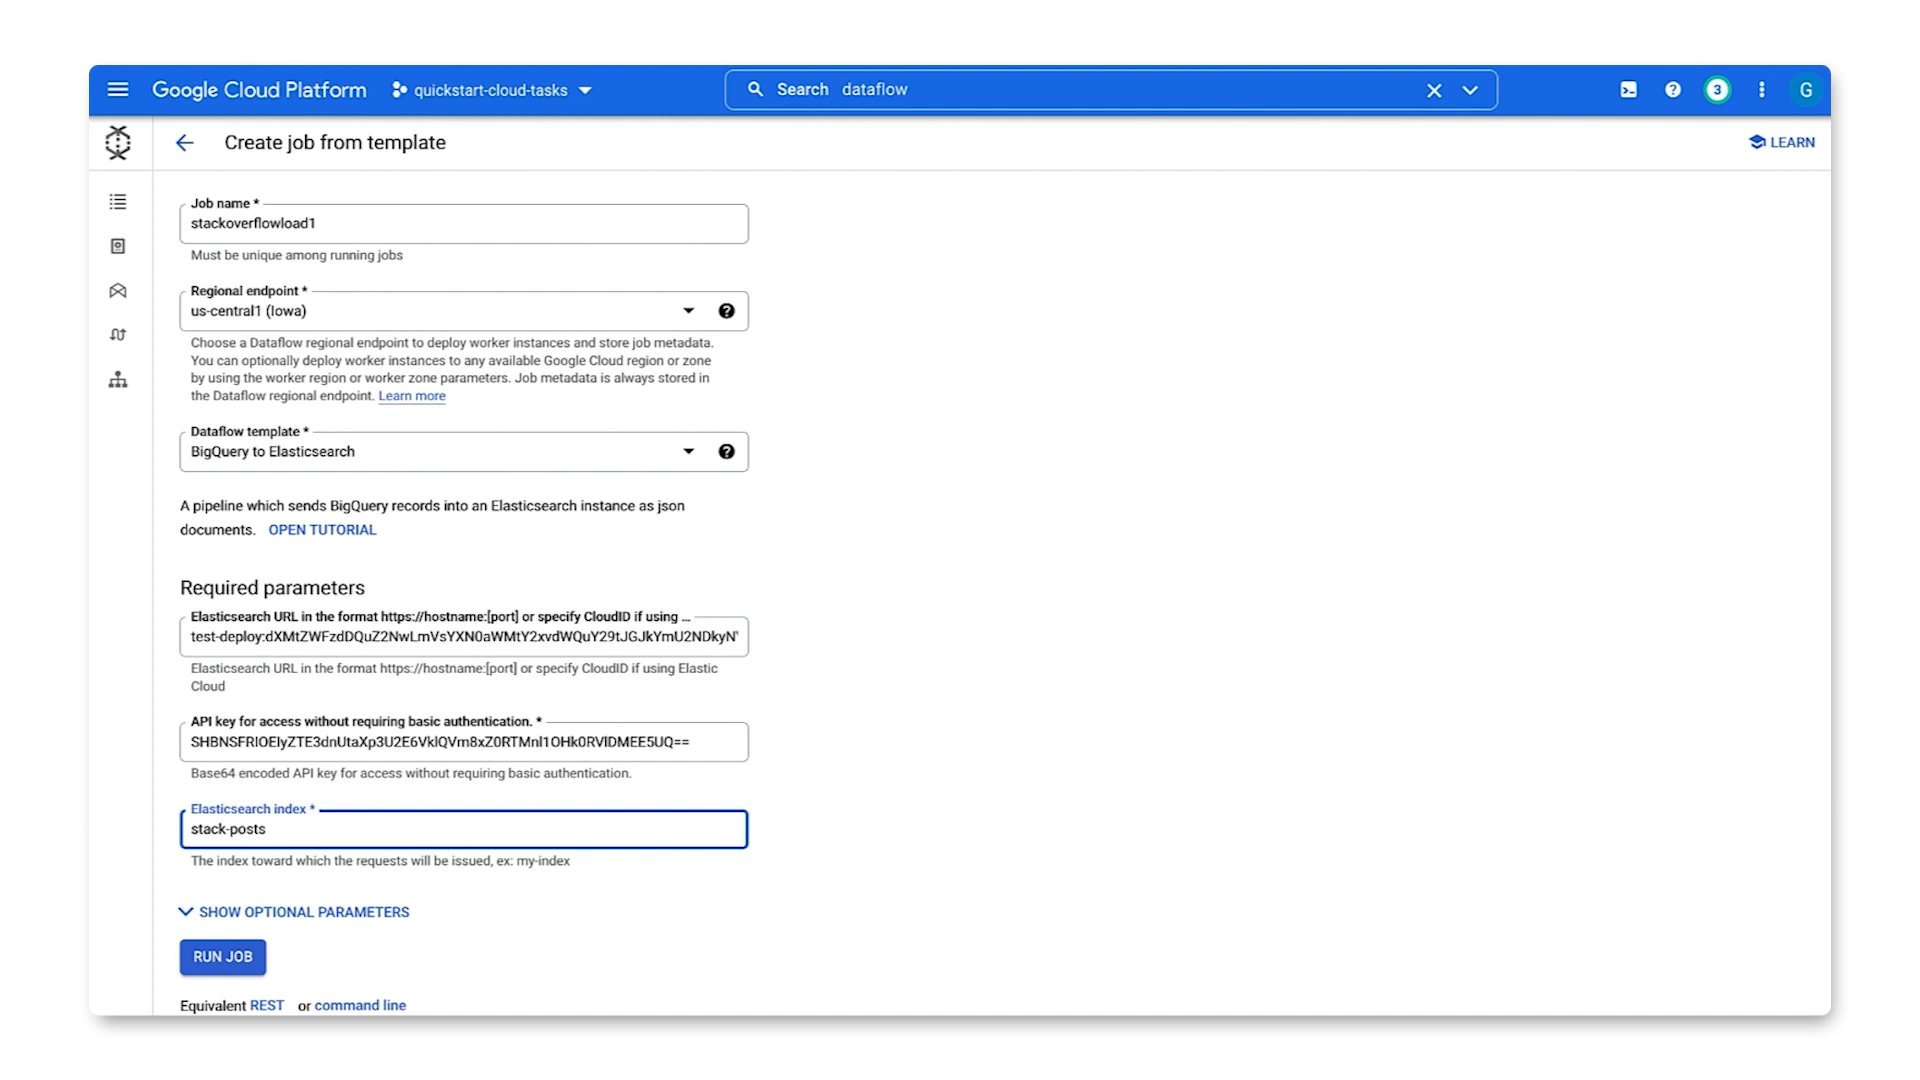 Google Cloud Platform
quickstart-cloud-tasks
Search dataflow
3
G
Create job from template
LEARN
Job name *
stackoverflowload1
Must be unique among running jobs
Regional endpoint *
us-central1 (Iowa)
Choose a Dataflow regional endpoint to deploy worker instances and store job metadata.
You can optionally deploy worker instances to any available Google Cloud region or zone
by using the worker region or worker zone parameters. Job metadata is always stored in
the Dataflow regional endpoint. Learn more
Dataflow template *
BigQuery to Elasticsearch
A pipeline which sends BigQuery records into an Elasticsearch instance as json
documents. OPEN TUTORIAL
Required parameters
Elasticsearch URL in the format https://hostname:[port] or specify CloudID if using ...
test-deploy:dXMtZWFzdDQuZ2NwLmVsYXN0aWMtY2xvdWQuY29tJGJkYmU2NDkyN
Elasticsearch URL in the format https://hostname:[port] or specify CloudID if using Elastic
Cloud
API key for access without requiring basic authentication. *
SHBNSFRIOEIyZTE3dnUtaXp3U2E6VklQVm8xZ0RTMnl1OHk0RVlDMEE5UQ==
Base64 encoded API key for access without requiring basic authentication.
Elasticsearch index *
stack-posts
The index toward which the requests will be issued, ex: my-index
SHOW OPTIONAL PARAMETERS
RUN JOB
Equivalent REST or command line